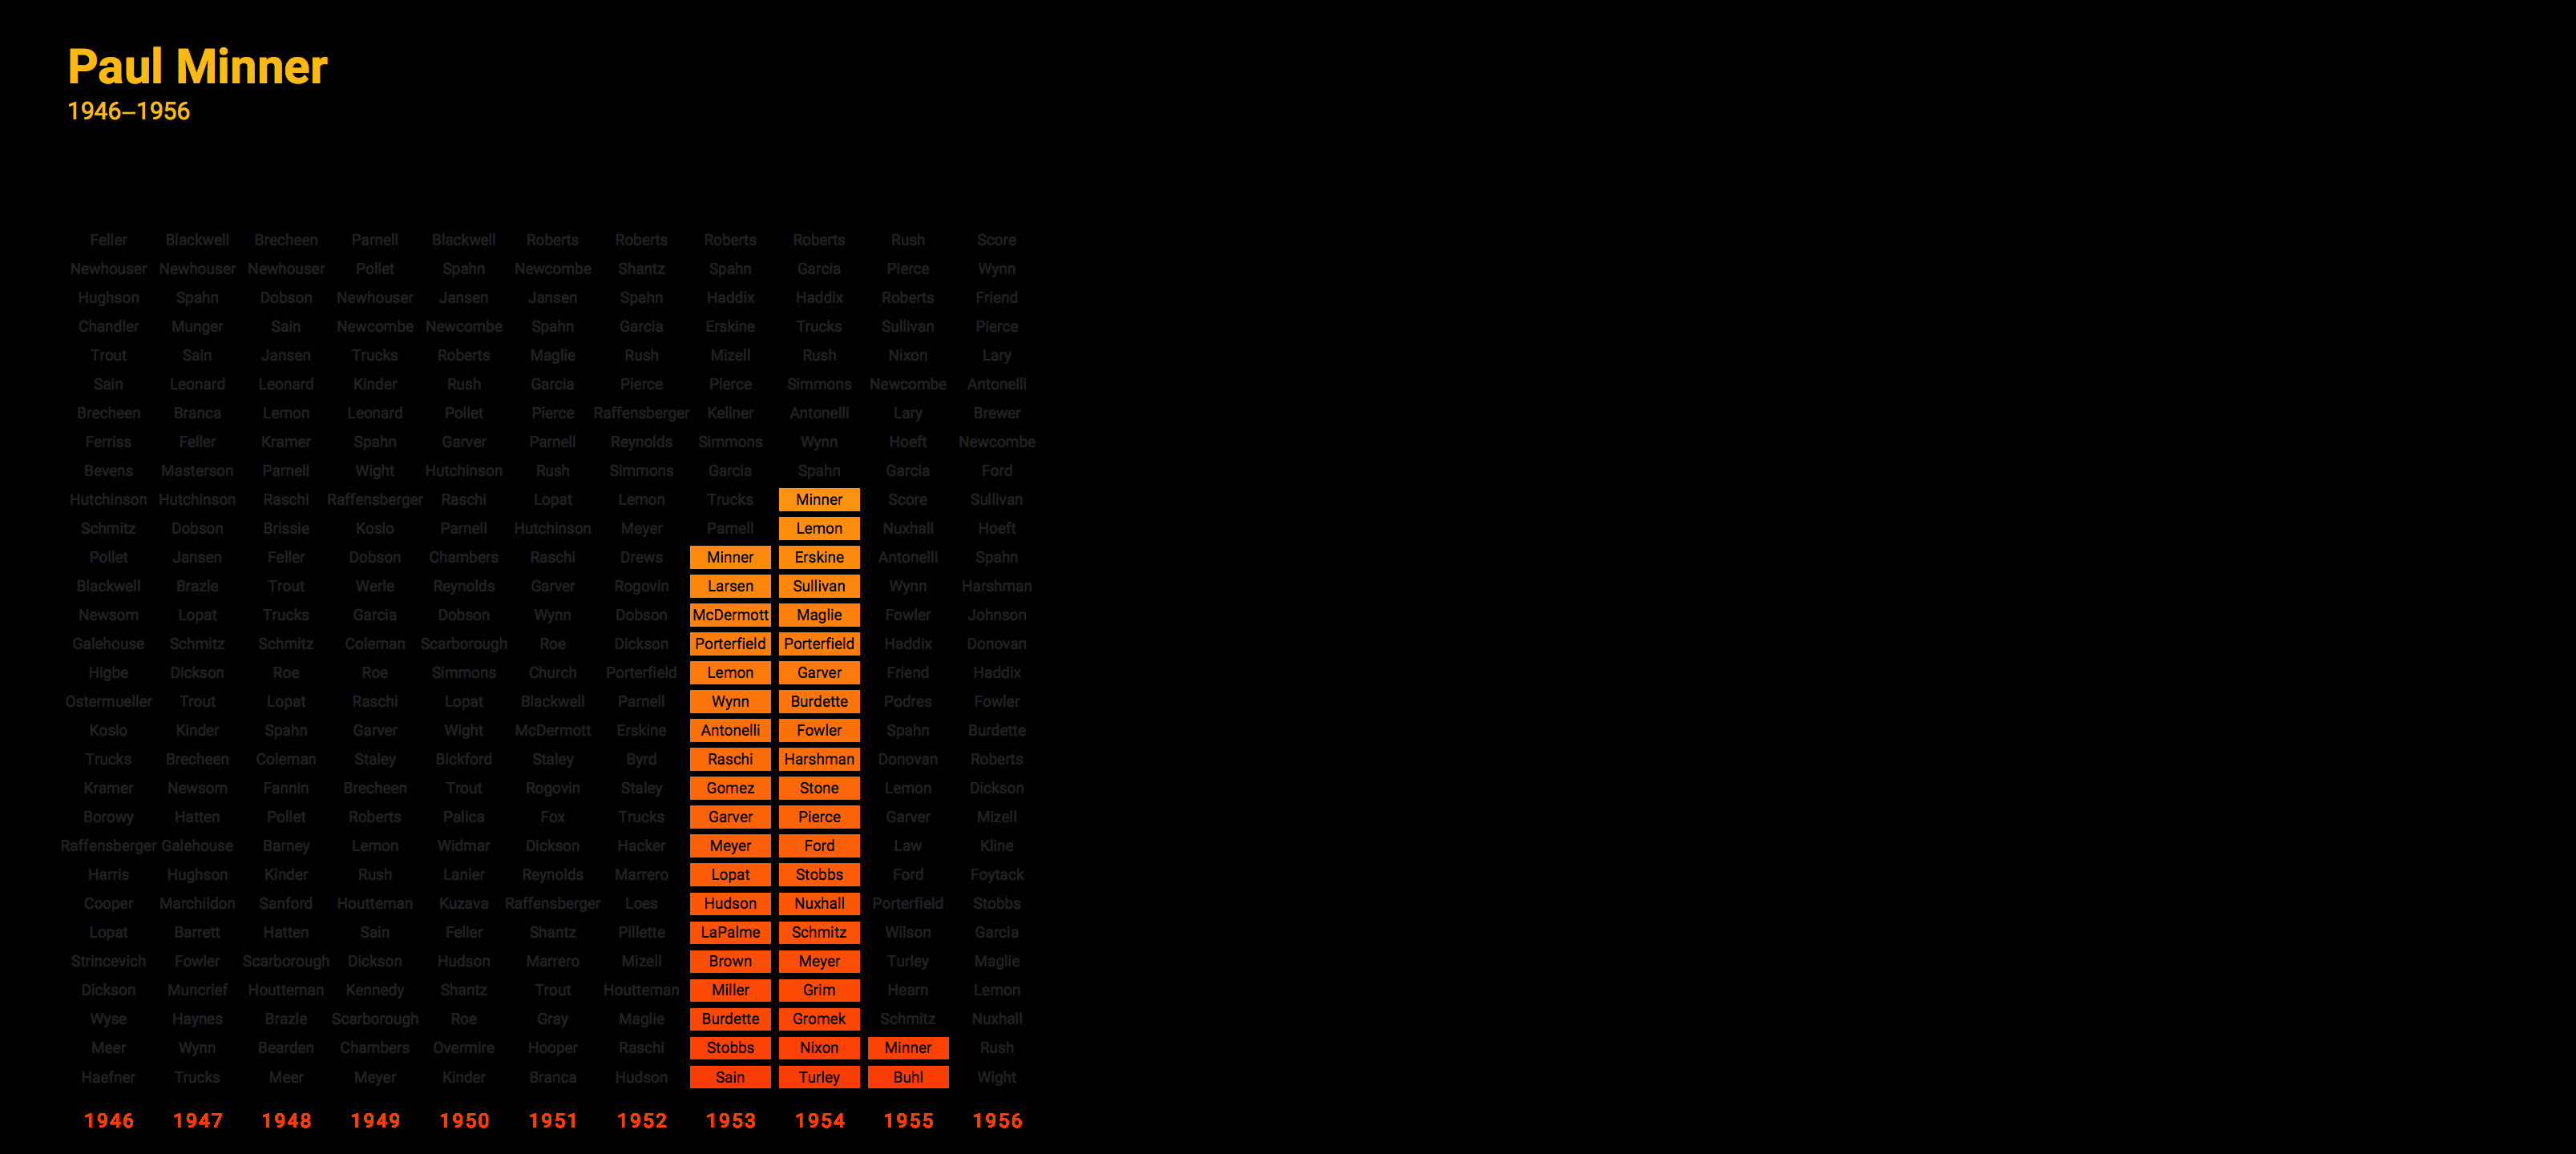 Paul Minner
1946–1956
Feller Blackwell Brecheen Parnell Blackwell Roberts Roberts Roberts Roberts Rush Score
Newhouser Newhouser Newhouser Pollet Spahn Newcombe Shantz Spahn Garcia Pierce Wynn
Hughson Spahn Dobson Newhouser Jansen Jansen Spahn Haddix Haddix Roberts Friend
Chandler Munger Sain Newcombe Newcombe Spahn Garcia Erskine Trucks Sullivan Pierce
Trout Sain Jansen Trucks Roberts Maglie Rush Mizell Rush Nixon Lary
Sain Leonard Leonard Kinder Rush Garcia Pierce Pierce Simmons Newcombe Antonelli
Brecheen Branca Lemon Leonard Pollet Pierce Raffensberger Kellner Antonelli Lary Brewer
Ferriss Feller Kramer Spahn Garver Parnell Reynolds Simmons Wynn Hoeft Newcombe
Bevens Masterson Parnell Wight Hutchinson Rush Simmons Garcia Spahn Garcia Ford
Hutchinson Hutchinson Raschi Raffensberger Raschi Lopat Lemon Trucks Minner Score Sullivan
Schmitz Dobson Brissie Koslo Parnell Hutchinson Meyer Parnell Lemon Nuxhall Hoeft
Pollet Jansen Feller Dobson Chambers Raschi Drews Minner Erskine Antonelli Spahn
Blackwell Brazle Trout Werle Reynolds Garver Rogovin Larsen Sullivan Wynn Harshman
Newsom Lopat Trucks Garcia Dobson Wynn Dobson McDermott Maglie Fowler Johnson
Galehouse Schmitz Schmitz Coleman Scarborough Roe Dickson Porterfield Porterfield Haddix Donovan
Higbe Dickson Roe Roe Simmons Church Porterfield Lemon Garver Friend Haddix
Ostermueller Trout Lopat Raschi Lopat Blackwell Parnell Wynn Burdette Podres Fowler
Koslo Kinder Spahn Garver Wight McDermott Erskine Antonelli Fowler Spahn Burdette
Trucks Brecheen Coleman Staley Bickford Staley Byrd Raschi Harshman Donovan Roberts
Kramer Newsom Fannin Brecheen Trout Rogovin Staley Gomez Stone Lemon Dickson
Borowy Hatten Pollet Roberts Palica Fox Trucks Garver Pierce Garver Mizell
Raffensberger Galehouse Barney Lemon Widmar Dickson Hacker Meyer Ford Law Kline
Harris Hughson Kinder Rush Lanier Reynolds Marrero Lopat Stobbs Ford Foytack
Cooper Marchildon Sanford Houtteman Kuzava Raffensberger Loes Hudson Nuxhall Porterfield Stobbs
Lopat Barrett Hatten Sain Feller Shantz Pillette LaPalme Schmitz Wilson Garcia
Strincevich Fowler Scarborough Dickson Hudson Marrero Mizell Brown Meyer Turley Maglie
Dickson Muncrief Houtteman Kennedy Shantz Trout Houtteman Miller Grim Hearn Lemon
Wyse Haynes Brazle Scarborough Roe Gray Maglie Burdette Gromek Schmitz Nuxhall
Meer Wynn Bearden Chambers Overmire Hooper Raschi Stobbs Nixon Minner Rush
Haefner Trucks Meer Meyer Kinder Branca Hudson Sain Turley Buhl Wight
1946 1947 1948 1949 1950 1951 1952 1953 1954 1955 1956